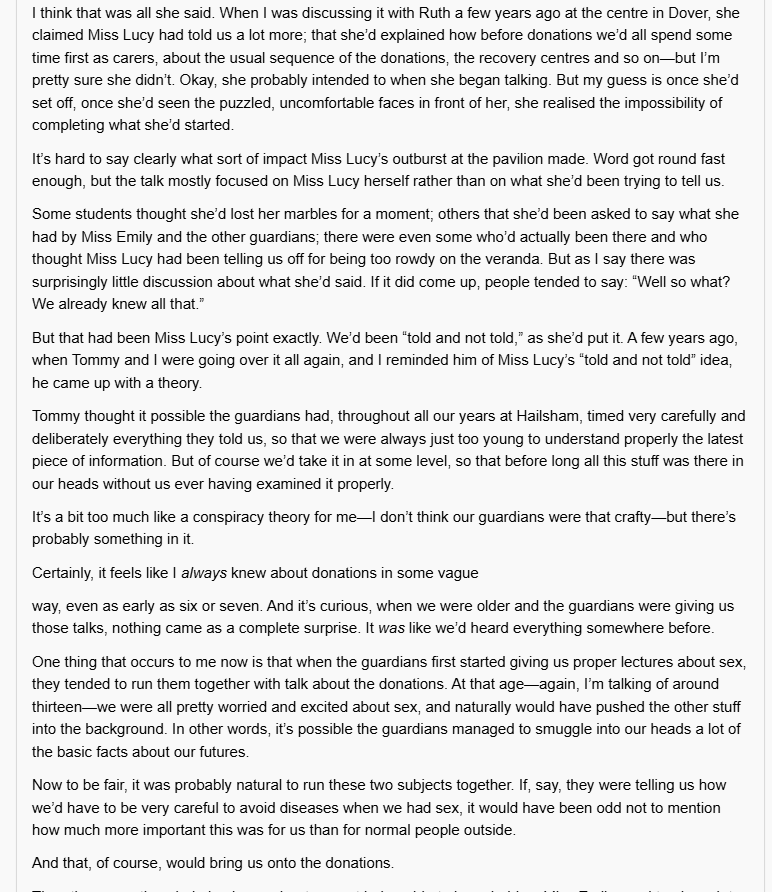 I think that was all she said. When I was discussing it with Ruth a few years ago at the centre in Dover, she
claimed Miss Lucy had told us a lot more; that she’d explained how before donations we’d all spend some
time first as carers, about the usual sequence of the donations, the recovery centres and so on—but I’m
pretty sure she didn’t. Okay, she probably intended to when she began talking. But my guess is once she’d
set off, once she’d seen the puzzled, uncomfortable faces in front of her, she realised the impossibility of
completing what she’d started.
It’s hard to say clearly what sort of impact Miss Lucy’s outburst at the pavilion made. Word got round fast
enough, but the talk mostly focused on Miss Lucy herself rather than on what she’d been trying to tell us.
Some students thought she’d lost her marbles for a moment; others that she’d been asked to say what she
had by Miss Emily and the other guardians; there were even some who’d actually been there and who
thought Miss Lucy had been telling us off for being too rowdy on the veranda. But as I say there was
surprisingly little discussion about what she’d said. If it did come up, people tended to say: “Well so what?
We already knew all that.”
But that had been Miss Lucy’s point exactly. We’d been “told and not told,” as she’d put it. A few years ago,
when Tommy and I were going over it all again, and I reminded him of Miss Lucy’s “told and not told” idea,
he came up with a theory.
Tommy thought it possible the guardians had, throughout all our years at Hailsham, timed very carefully and
deliberately everything they told us, so that we were always just too young to understand properly the latest
piece of information. But of course we’d take it in at some level, so that before long all this stuff was there in
our heads without us ever having examined it properly.
It’s a bit too much like a conspiracy theory for me—I don’t think our guardians were that crafty—but there’s
probably something in it.
Certainly, it feels like I always knew about donations in some vague
way, even as early as six or seven. And it’s curious, when we were older and the guardians were giving us
those talks, nothing came as a complete surprise. It was like we’d heard everything somewhere before.
One thing that occurs to me now is that when the guardians first started giving us proper lectures about sex,
they tended to run them together with talk about the donations. At that age—again, I’m talking of around
thirteen—we were all pretty worried and excited about sex, and naturally would have pushed the other stuff
into the background. In other words, it’s possible the guardians managed to smuggle into our heads a lot of
the basic facts about our futures.
Now to be fair, it was probably natural to run these two subjects together. If, say, they were telling us how
we’d have to be very careful to avoid diseases when we had sex, it would have been odd not to mention
how much more important this was for us than for normal people outside.
And that, of course, would bring us onto the donations.